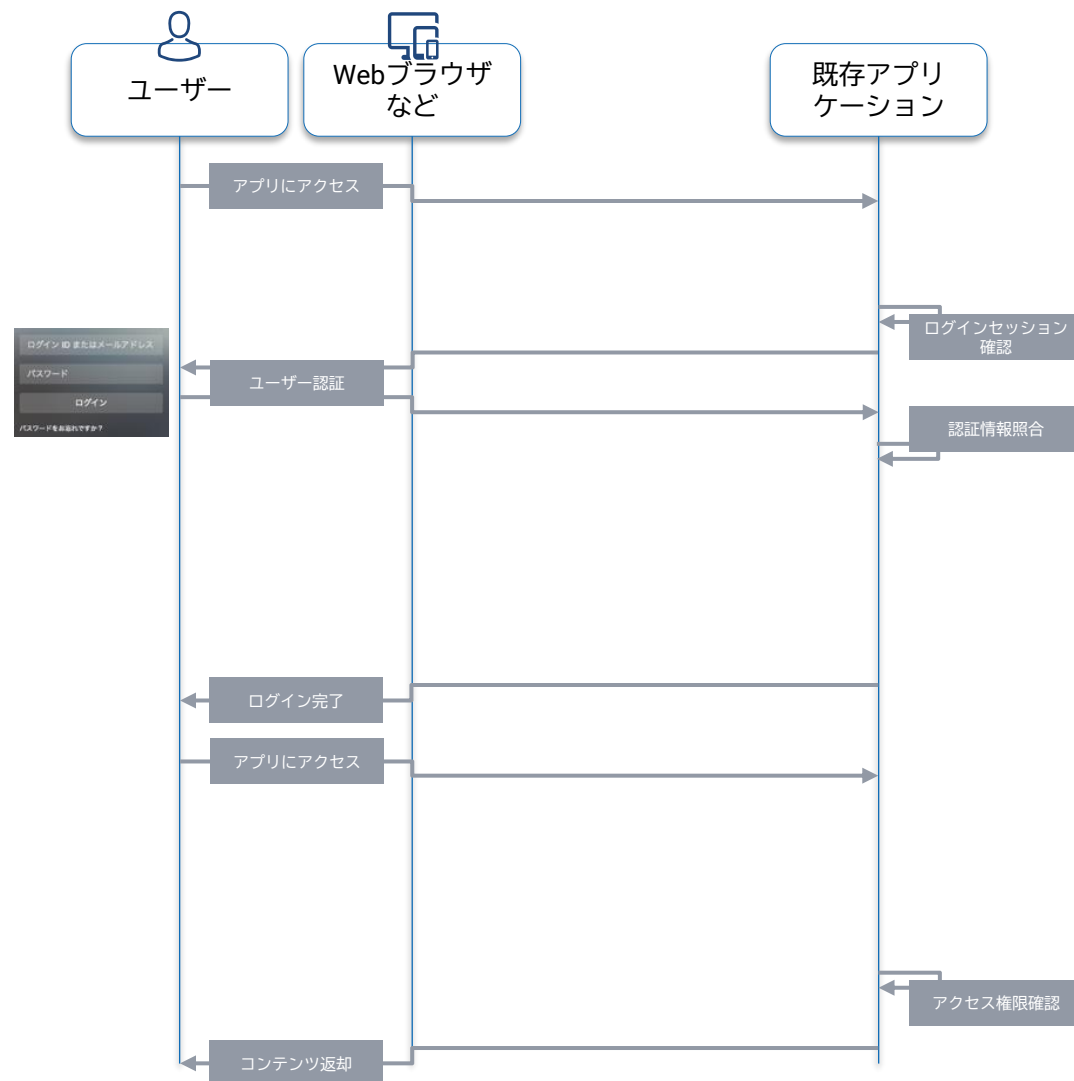 ユーザー
Webブラウザ
など
既存アプリ
ケーション
アプリにアクセス
ログインセッション
確認
ログイン ID またはメールアドレス
パスワード
ログイン
パスワードをお忘れですか？
ユーザー認証
認証情報照合
ログイン完了
アプリにアクセス
アクセス権限確認
コンテンツ返却